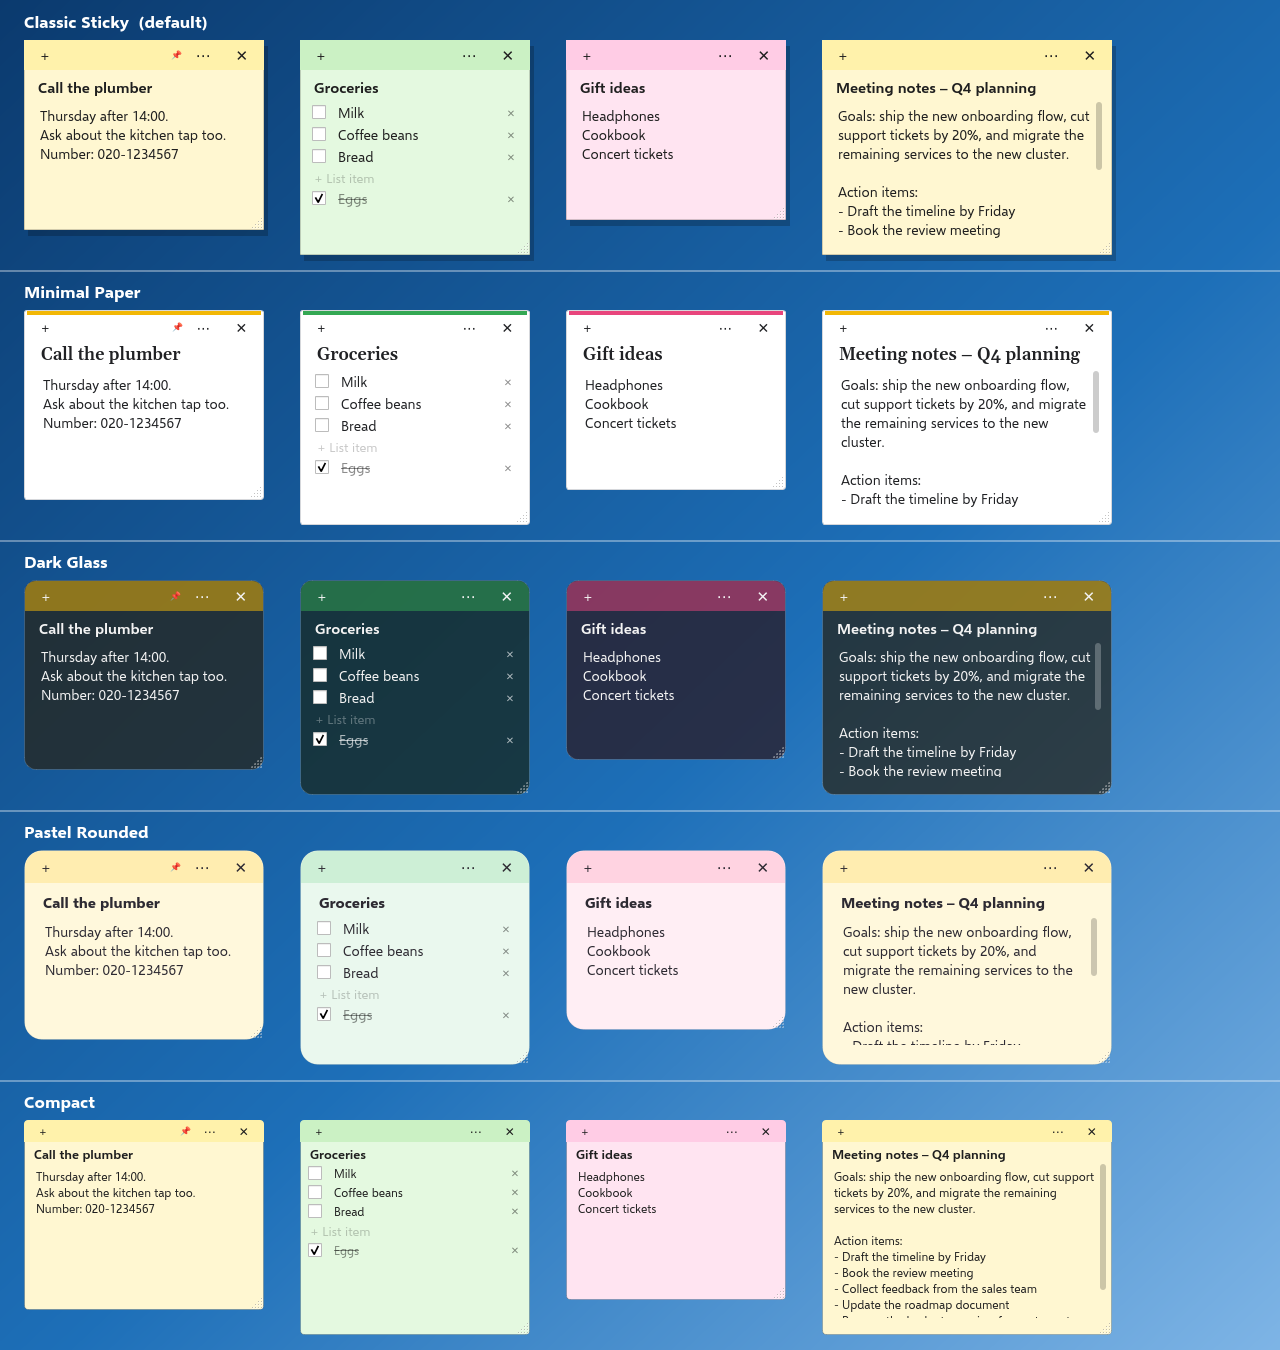 Classic Sticky (default)
+ 📌 ··· ✕
Call the plumber
Thursday after 14:00.
Ask about the kitchen tap too.
Number: 020-1234567
+ ··· ✕
Groceries
Milk ×
Coffee beans ×
Bread ×
+ List item
Eggs ×
+ ··· ✕
Gift ideas
Headphones
Cookbook
Concert tickets
+ ··· ✕
Meeting notes – Q4 planning
Goals: ship the new onboarding flow, cut
support tickets by 20%, and migrate the
remaining services to the new cluster.
Action items:
- Draft the timeline by Friday
- Book the review meeting
Minimal Paper
+ 📌 ··· ✕
Call the plumber
Thursday after 14:00.
Ask about the kitchen tap too.
Number: 020-1234567
+ ··· ✕
Groceries
Milk ×
Coffee beans ×
Bread ×
+ List item
Eggs ×
+ ··· ✕
Gift ideas
Headphones
Cookbook
Concert tickets
+ ··· ✕
Meeting notes – Q4 planning
Goals: ship the new onboarding flow,
cut support tickets by 20%, and migrate
the remaining services to the new
cluster.
Action items:
- Draft the timeline by Friday
Dark Glass
+ 📌 ··· ✕
Call the plumber
Thursday after 14:00.
Ask about the kitchen tap too.
Number: 020-1234567
+ ··· ✕
Groceries
Milk ×
Coffee beans ×
Bread ×
+ List item
Eggs ×
+ ··· ✕
Gift ideas
Headphones
Cookbook
Concert tickets
+ ··· ✕
Meeting notes – Q4 planning
Goals: ship the new onboarding flow, cut
support tickets by 20%, and migrate the
remaining services to the new cluster.
Action items:
- Draft the timeline by Friday
- Book the review meeting
Pastel Rounded
+ 📌 ··· ✕
Call the plumber
Thursday after 14:00.
Ask about the kitchen tap too.
Number: 020-1234567
+ ··· ✕
Groceries
Milk ×
Coffee beans ×
Bread ×
+ List item
Eggs ×
+ ··· ✕
Gift ideas
Headphones
Cookbook
Concert tickets
+ ··· ✕
Meeting notes – Q4 planning
Goals: ship the new onboarding flow,
cut support tickets by 20%, and
migrate the remaining services to the
new cluster.
Action items:
- Draft the timeline by Friday
Compact
+ 📌 ··· ✕
Call the plumber
Thursday after 14:00.
Ask about the kitchen tap too.
Number: 020-1234567
+ ··· ✕
Groceries
Milk ×
Coffee beans ×
Bread ×
+ List item
Eggs ×
+ ··· ✕
Gift ideas
Headphones
Cookbook
Concert tickets
+ ··· ✕
Meeting notes – Q4 planning
Goals: ship the new onboarding flow, cut support
tickets by 20%, and migrate the remaining
services to the new cluster.
Action items:
- Draft the timeline by Friday
- Book the review meeting
- Collect feedback from the sales team
- Update the roadmap document